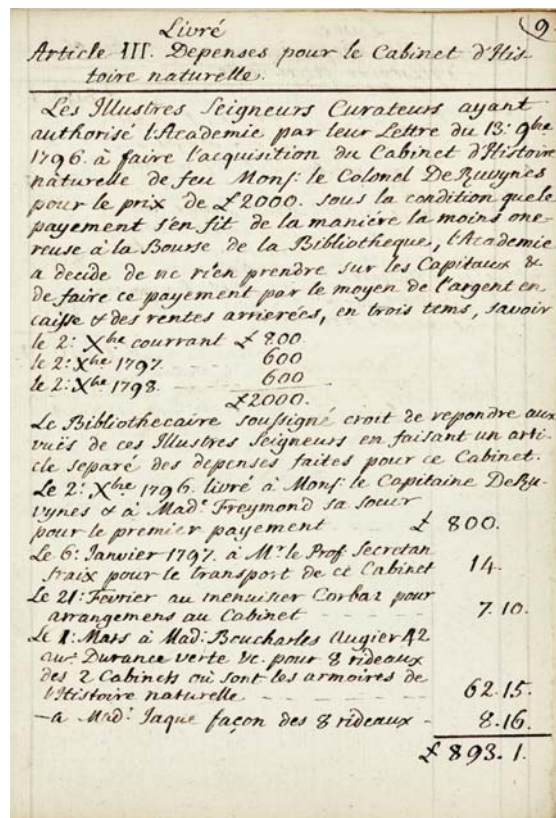 9
Livré
Article III. Depenses pour le Cabinet d'His-
toire naturelle.
Les Illustres Seigneurs Curateurs ayant
authorisé l'Academie par leur Lettre du 13: 9bre
1796. à faire l'acquisition du Cabinet d'Histoire
naturelle de feu Mons: le Colonel DeRuvynes
pour le prix de £2000. sous la condition que le
payement s'en fit de la maniere la moins one-
reuse à la Bourse de la Bibliotheque, l'Academie
a decidé de ne rien prendre sur les Capitaux &
de faire ce payement par le moyen de l'argent en
caisse & des rentes arrierées, en trois tems, savoir
le 2: Xbre courrant £ 800
le 2: Xbre 1797. 600
le 2: Xbre 1798. 600
£2000.
Le Bibliothecaire soussigné croit de repondre aux
vuës de ces Illustres Seigneurs en faisant un arti-
cle separé des depenses faites pour ce Cabinet.
Le 2: Xbre 1796. livré à Mons: le Capitaine DeRu-
vynes & à Made Freymond sa soeur
pour le premier payement £ 800.
Le 6: Janvier 1797. à Mr. le Prof. Secretan
fraix pour le transport de ce Cabinet 14.
Le 21: Fevrier au menuisier Corbaz pour
arrangemens au Cabinet 7. 10.
Le 1: Mars à Mad: Augier 42
au: Durance verte &c. pour 8 rideaux
des 2 Cabinets où sont les armoires de
l'Histoire naturelle 62. 15.
— à Mad: Jaque façon des 8 rideaux - 8. 16.
£ 893. 1.